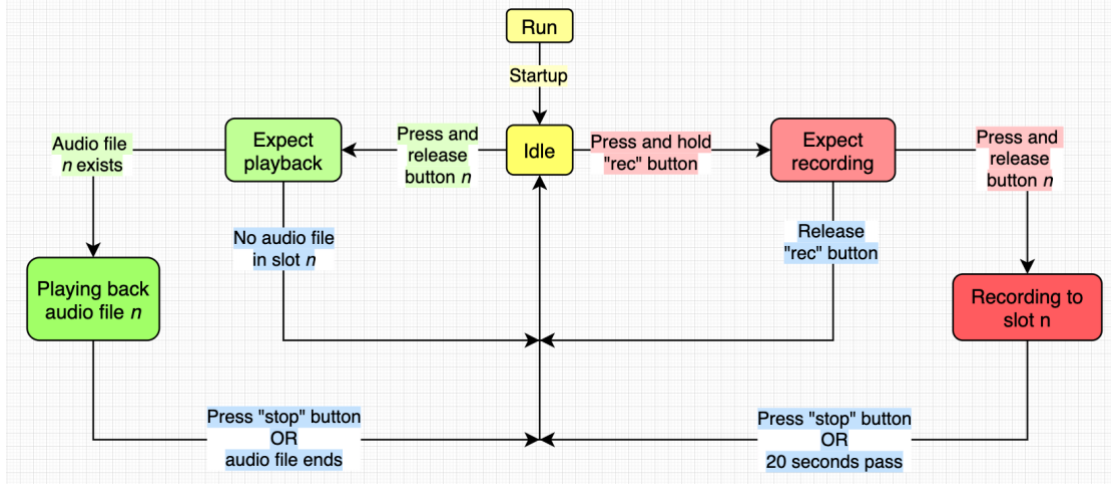 Run
Startup
Audio file
n exists
Expect
playback
Press and
release
button n
Idle
Press and hold
"rec" button
Expect
recording
Press and
release
button n
No audio file
in slot n
Release
"rec" button
Playing back
audio file n
Recording to
slot n
Press "stop" button
OR
audio file ends
Press "stop" button
OR
20 seconds pass